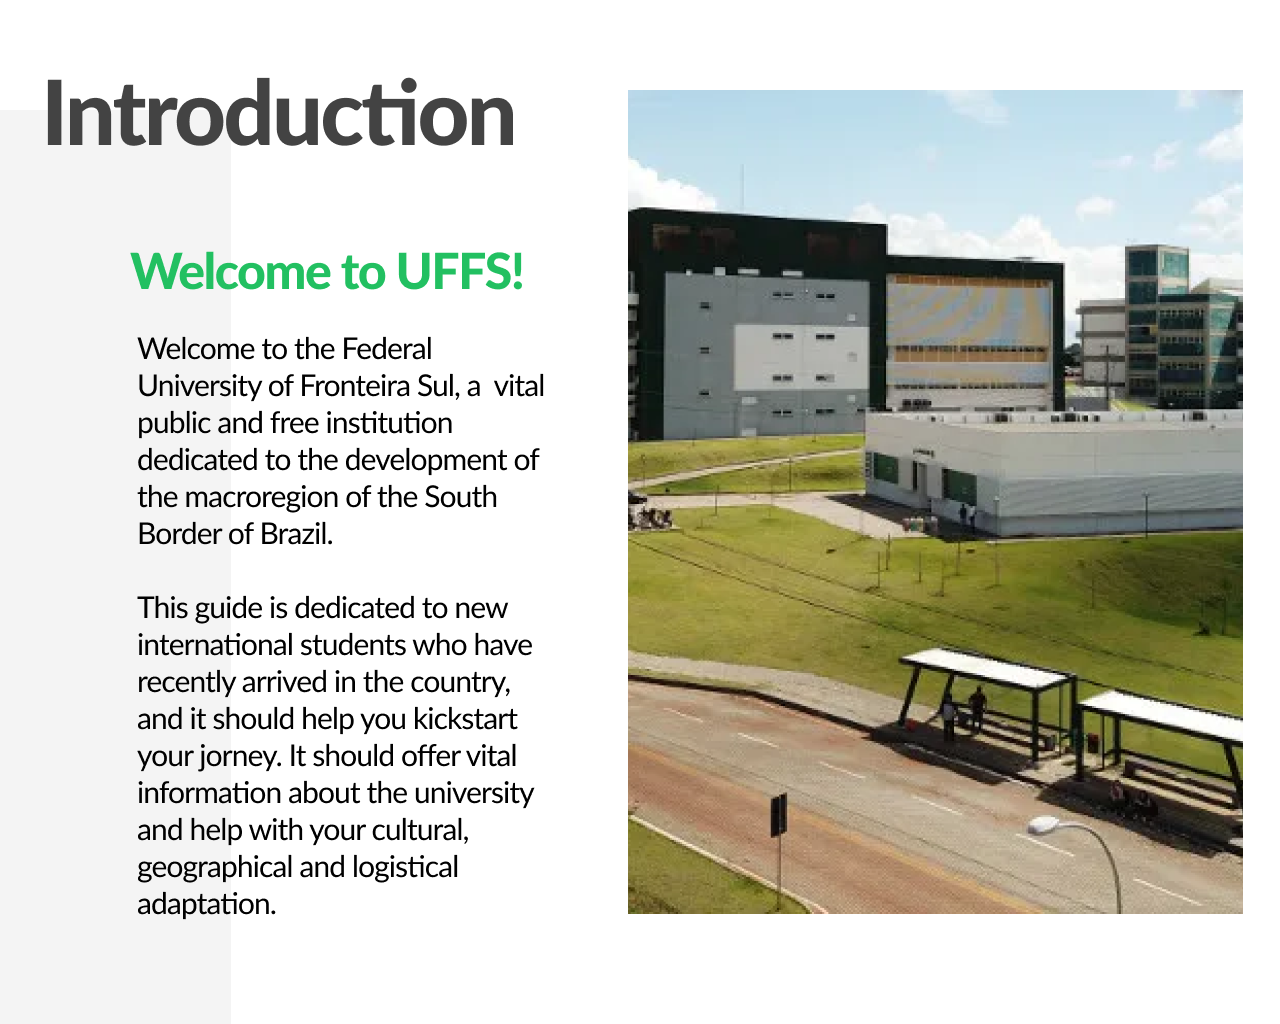 Introduction
Welcome to UFFS!
Welcome to the Federal
University of Fronteira Sul, a  vital
public and free institution
dedicated to the development of
the macroregion of the South
Border of Brazil.
This guide is dedicated to new
international students who have
recently arrived in the country,
and it should help you kickstart
your jorney. It should offer vital
information about the university
and help with your cultural,
geographical and logistical
adaptation.